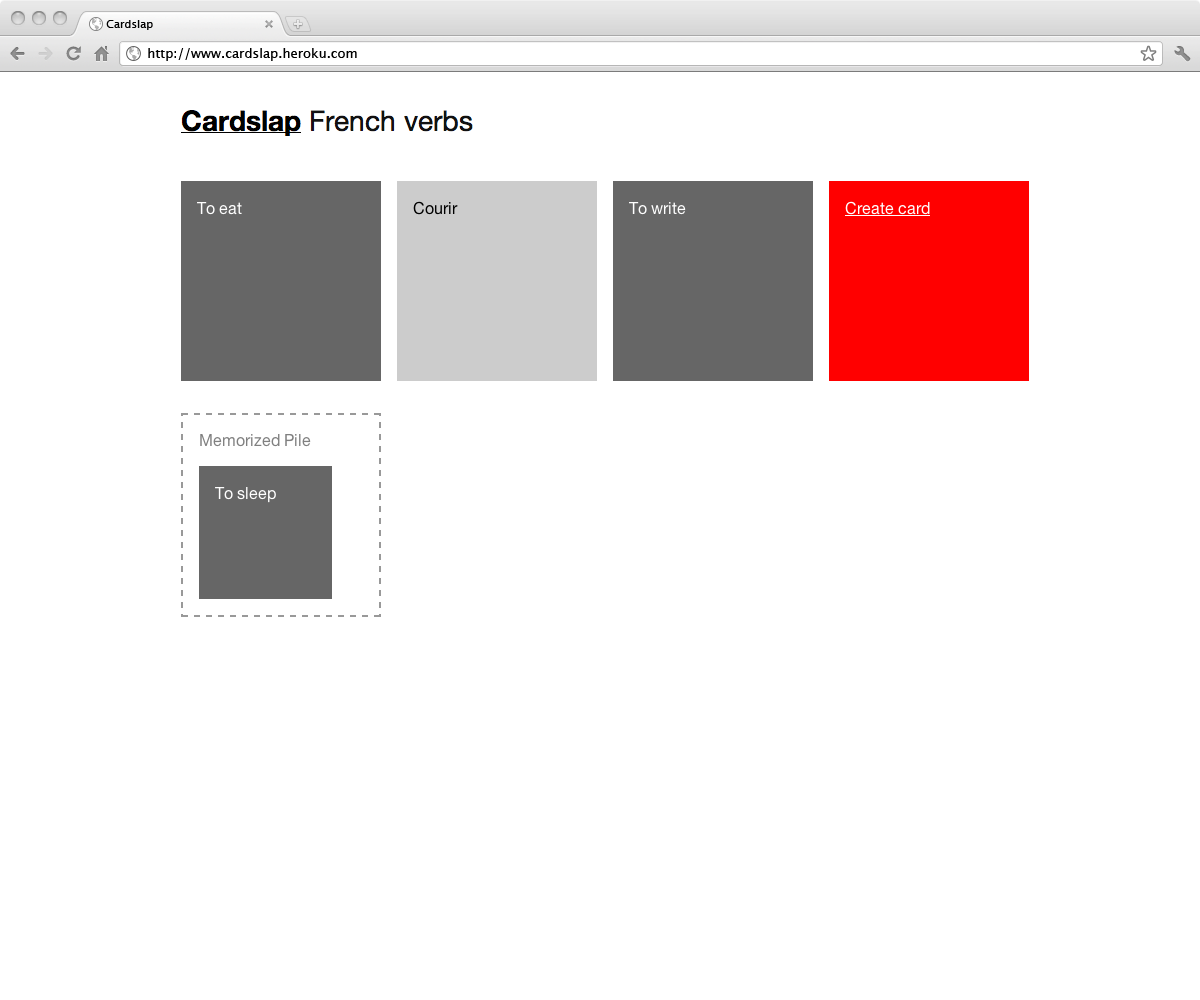 Cardslap
http://www.cardslap.heroku.com
Cardslap French verbs
To eat
Courir
To write
Create card
Memorized Pile
To sleep